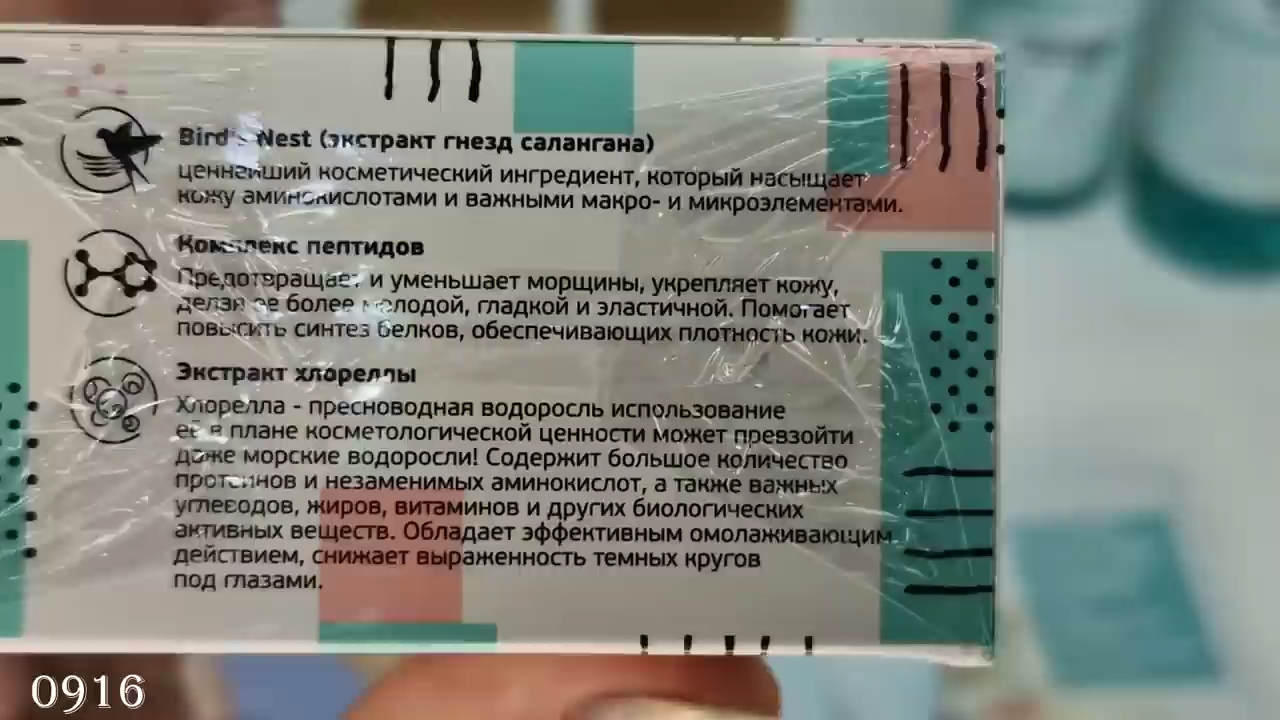 Bird's Nest (экстракт гнезд салангана)
ценнейший косметический ингредиент, который насыщает
кожу аминокислотами и важными макро- и микроэлементами.
Комплекс пептидов
Предотвращает и уменьшает морщины, укрепляет кожу,
делая ее более молодой, гладкой и эластичной. Помогает
повысить синтез белков, обеспечивающих плотность кожи.
Экстракт хлореллы
Хлорелла - пресноводная водоросль использование
её в плане косметологической ценности может превзойти
даже морские водоросли! Содержит большое количество
протеинов и незаменимых аминокислот, а также важных
углеводов, жиров, витаминов и других биологических
активных веществ. Обладает эффективным омолаживающим
действием, снижает выраженность темных кругов
под глазами.
0916